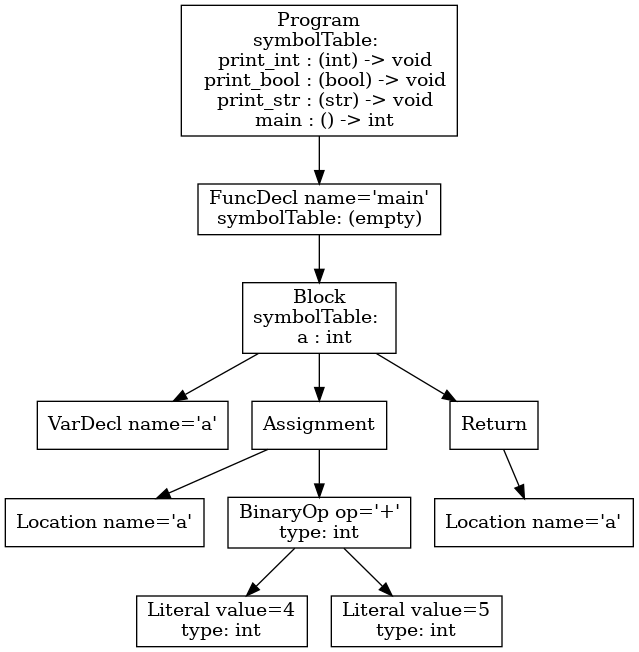 Program
symbolTable:
print_int : (int) -> void
print_bool : (bool) -> void
print_str : (str) -> void
main : () -> int
FuncDecl name='main'
symbolTable: (empty)
Block
symbolTable:
a : int
VarDecl name='a'
Assignment
Return
Location name='a'
BinaryOp op='+'
type: int
Location name='a'
Literal value=4
type: int
Literal value=5
type: int